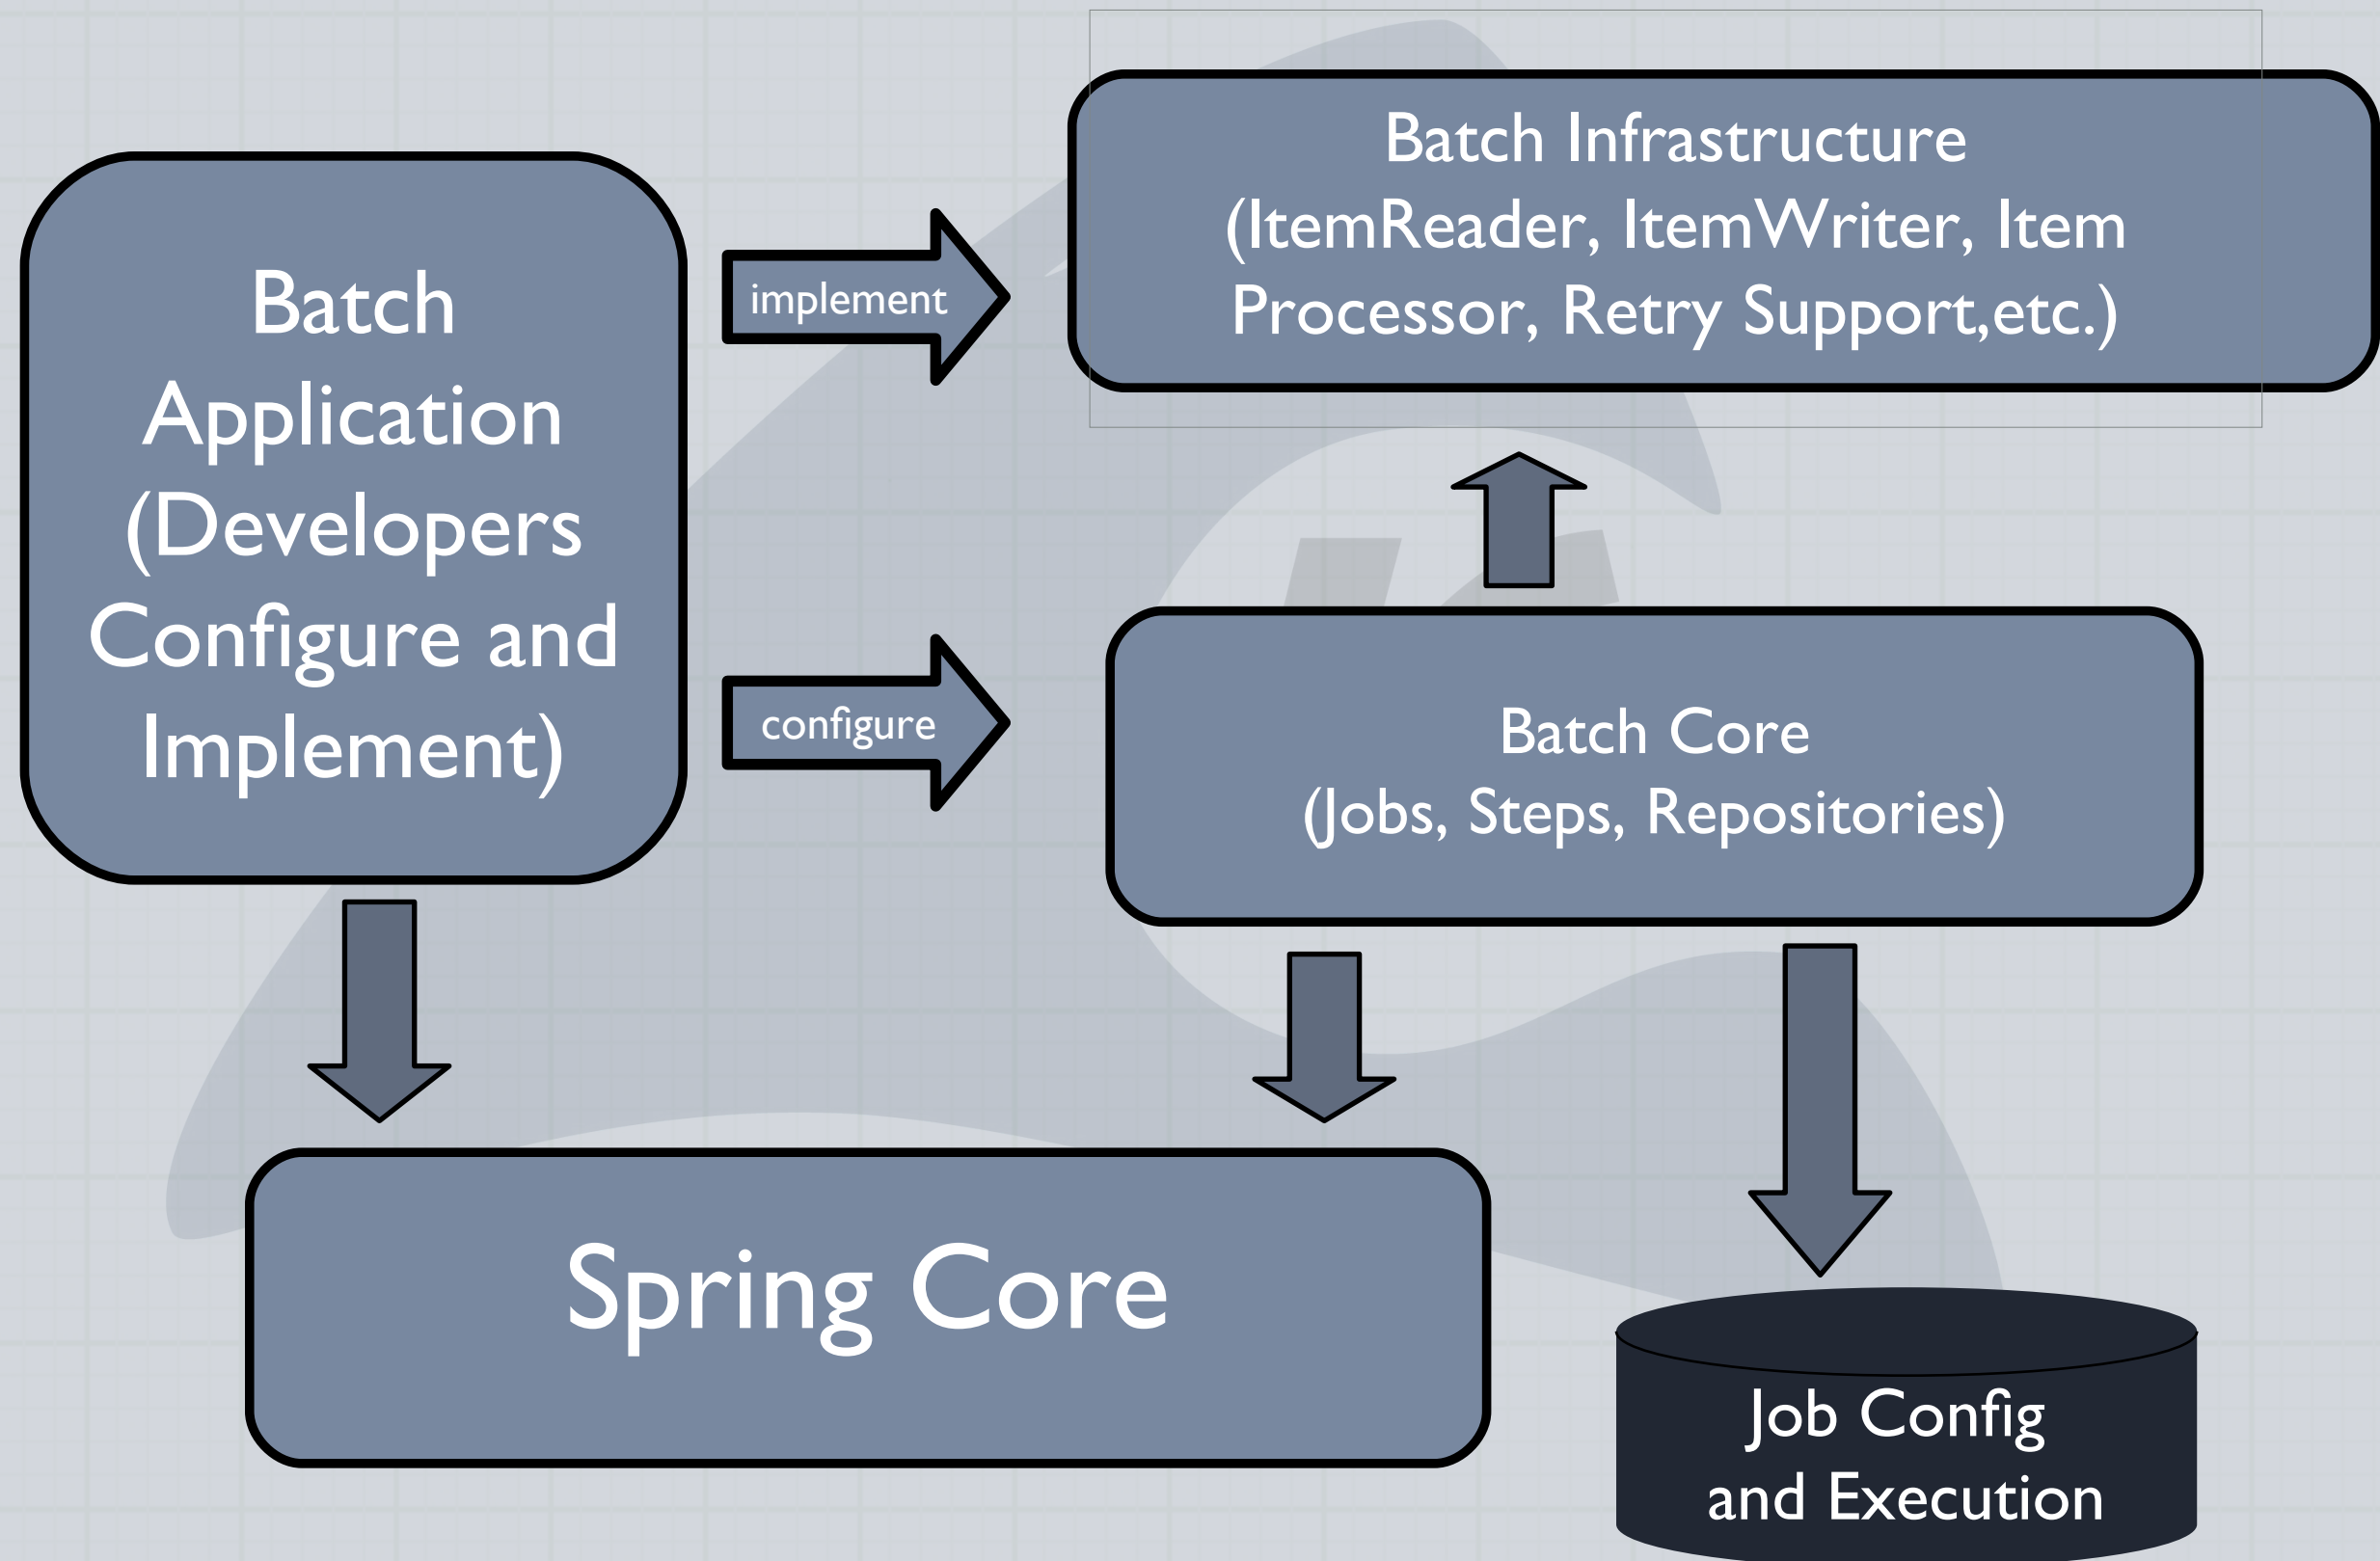 Batch
Application
(Developers
Configure and
Implement)
implement
configure
Batch Infrastructure
(ItemReader, ItemWriter, Item
Processor, Retry Support,etc.)
Batch Core
(Jobs, Steps, Repositories)
Spring Core
Job Config
and Execution